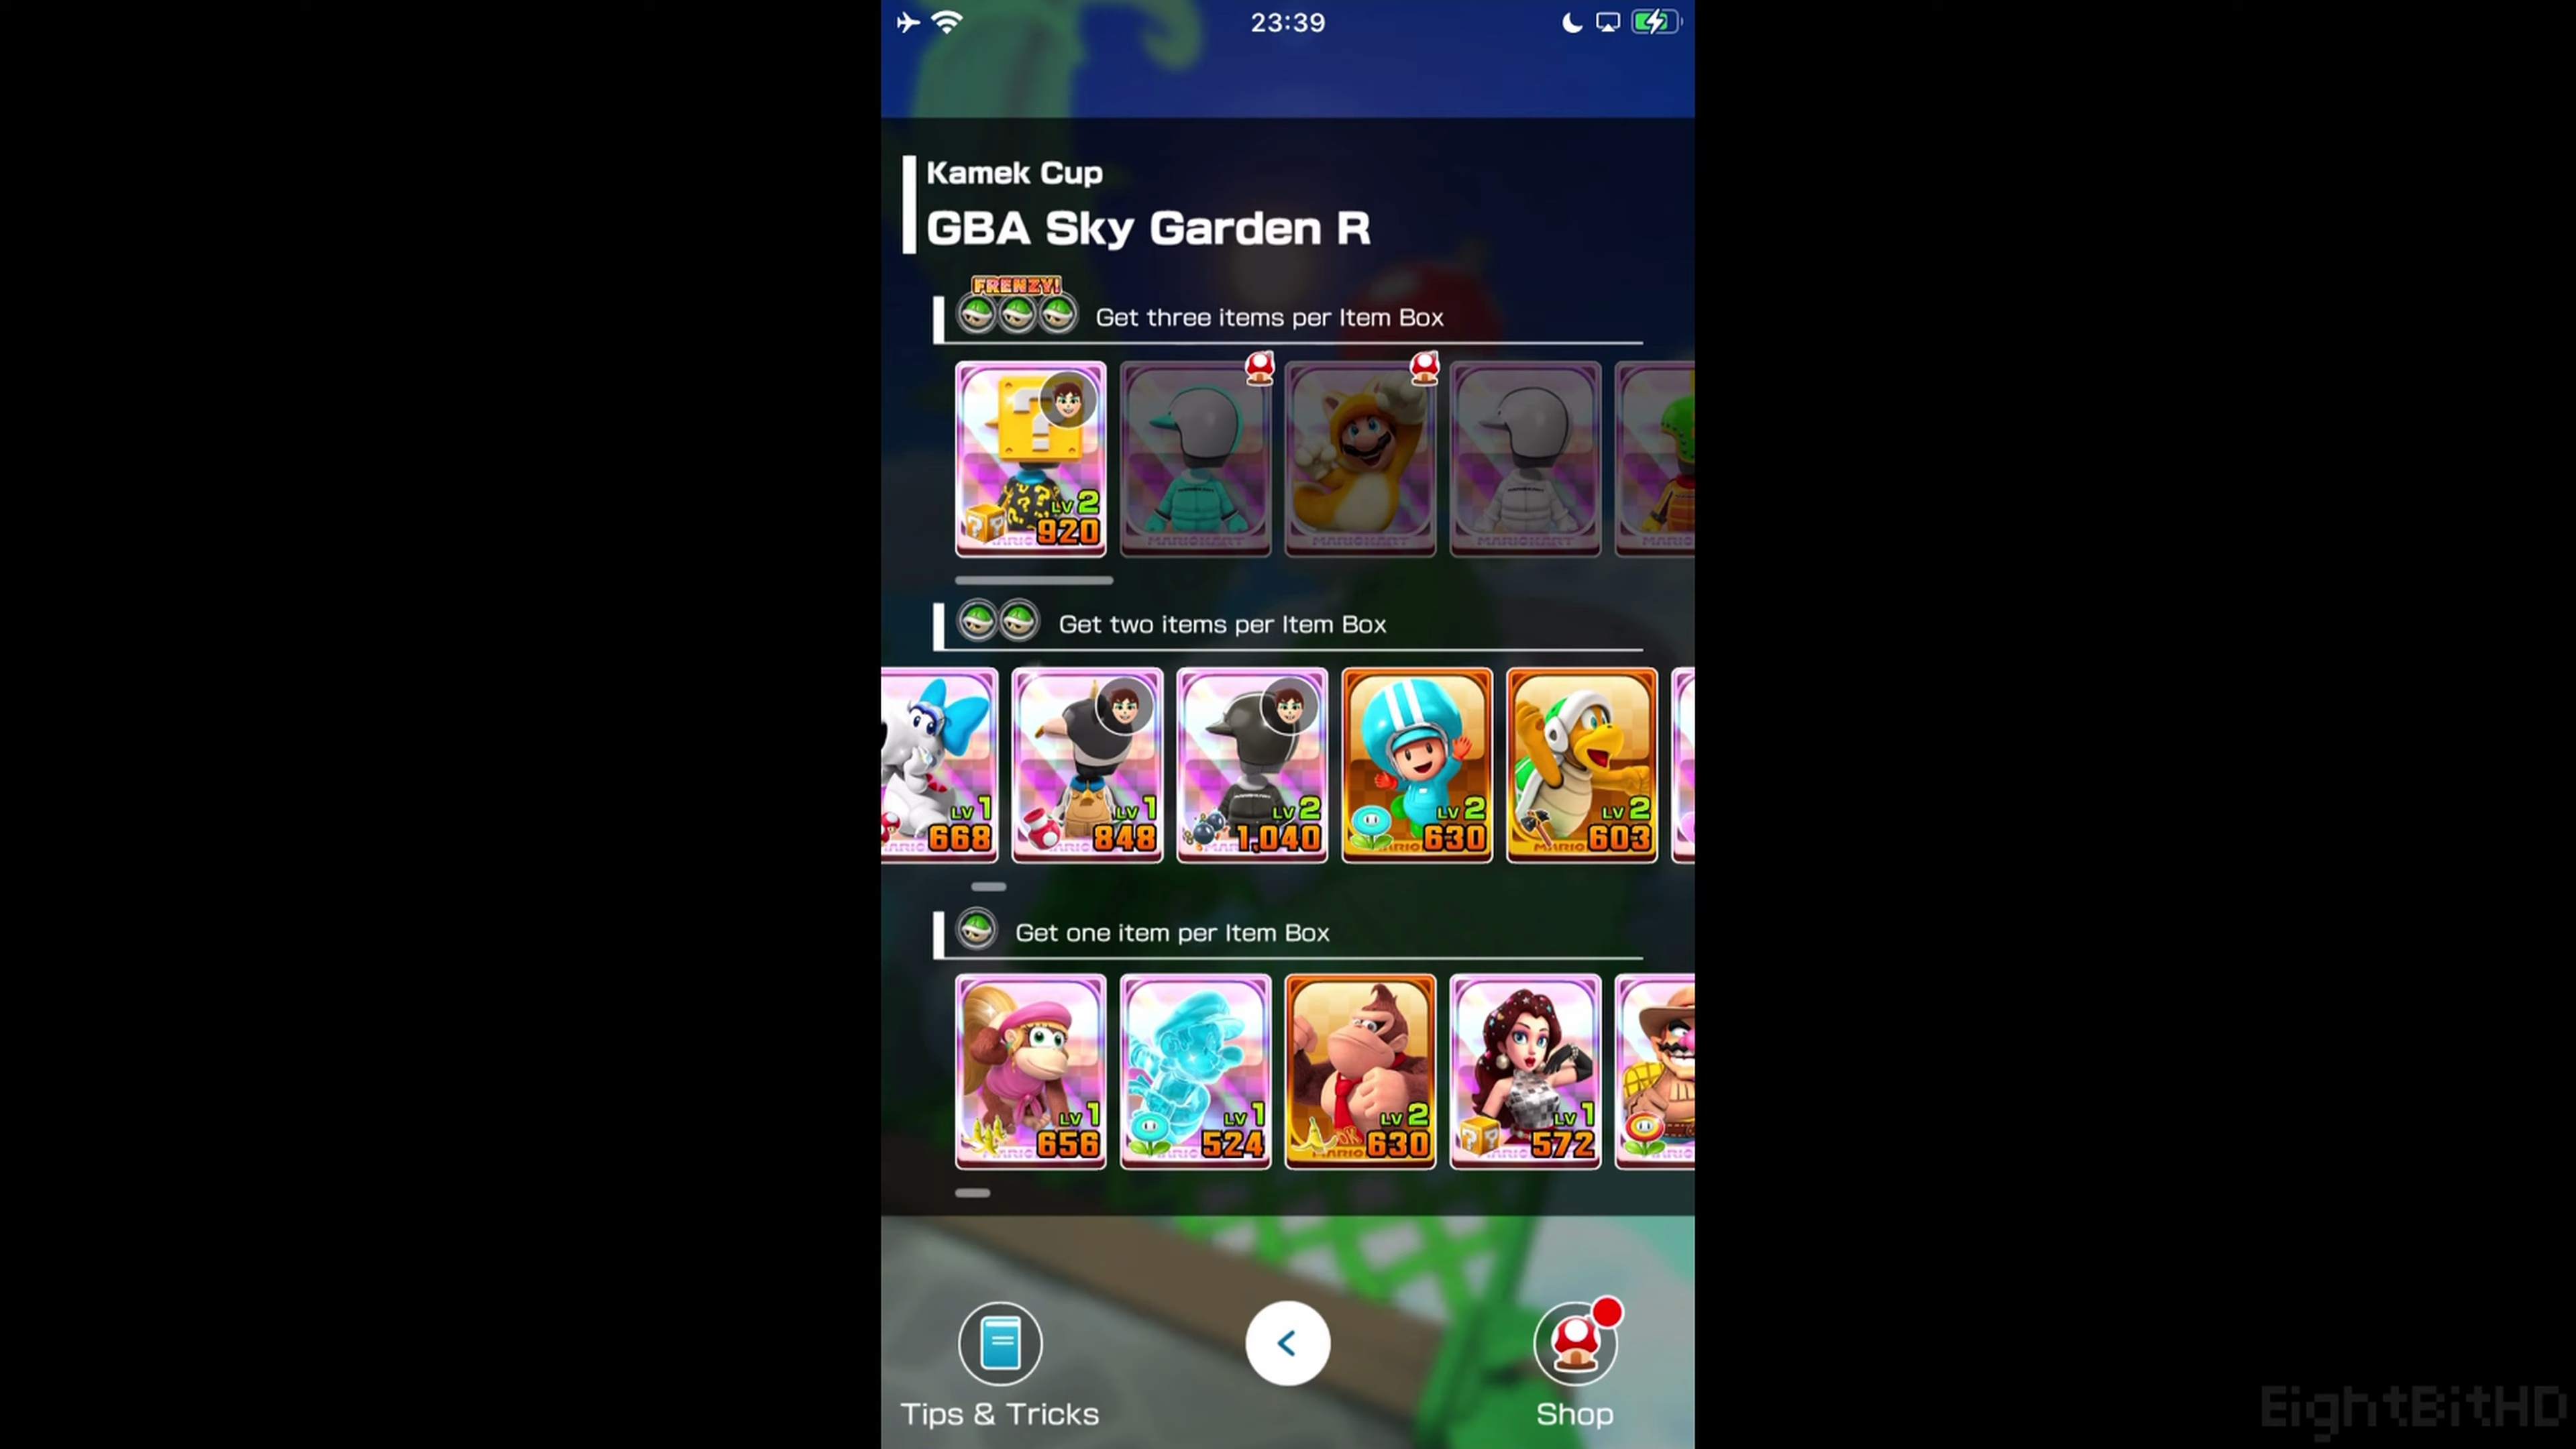 23:39
Kamek Cup
GBA Sky Garden R
FRENZY!
Get three items per Item Box
LV 2
920
MARIOKART
MARIOKART
MARIOKART
Get two items per Item Box
LV 1
668
LV 1
848
LV 2
1,040
LV 2
630
LV 2
603
Get one item per Item Box
LV 1
656
LV 1
524
LV 2
630
LV 1
572
Tips & Tricks
Shop
EightBitHD